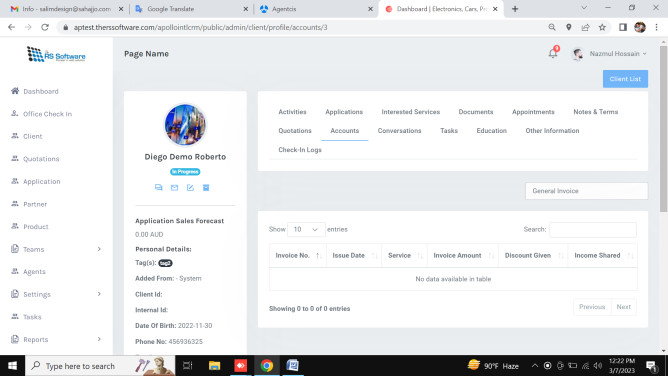 Info - salimdesign@sahajjo.com
Google Translate
Agentcis
Dashboard | Electronics, Cars, Pr
aptest.therssoftware.com/apollointlcrm/public/admin/client/profile/accounts/3
RS Software
Page Name
9
Nazmul Hossain
Client List
Dashboard
Office Check In
Client
Quotations
Application
Partner
Product
Teams
Agents
Settings
Tasks
Reports
Diego Demo Roberto
In Progress
Application Sales Forecast
0.00 AUD
Personal Details:
Tag(s): tag2
Added From: - System
Client Id:
Internal Id:
Date Of Birth: 2022-11-30
Phone No: 456936325
Activities Applications Interested Services Documents Appointments Notes & Terms
Quotations Accounts Conversations Tasks Education Other Information
Check-In Logs
General Invoice
Show 10 entries Search:
Invoice No. Issue Date Service Invoice Amount Discount Given Income Shared
No data available in table
Showing 0 to 0 of 0 entries Previous Next
Type here to search
90°F Haze
12:22 PM
3/7/2023